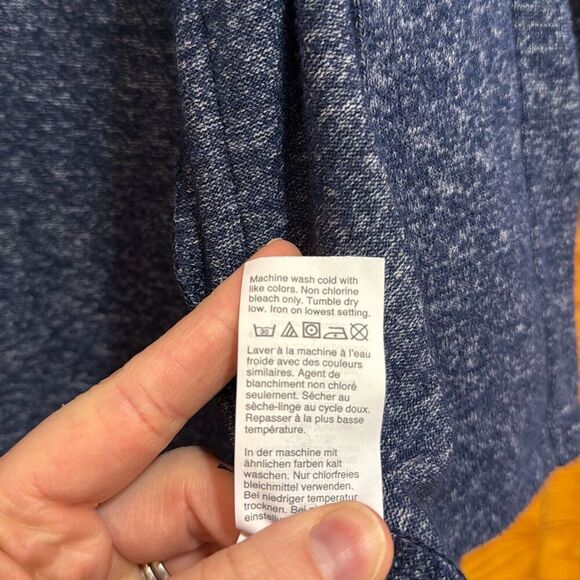 Machine wash cold with
like colors. Non chlorine
bleach only. Tumble dry
low. Iron on lowest setting.
30
Laver à la machine à l'eau
froide avec des couleurs
similaires. Agent de
blanchiment non chloré
seulement. Sécher au
sèche-linge au cycle doux.
Repasser à la plus basse
température.
In der maschine mit
ähnlichen farben kalt
waschen. Nur chlorfreies
bleichmittel verwenden.
Bei niedriger temperatur
trocknen. Bei